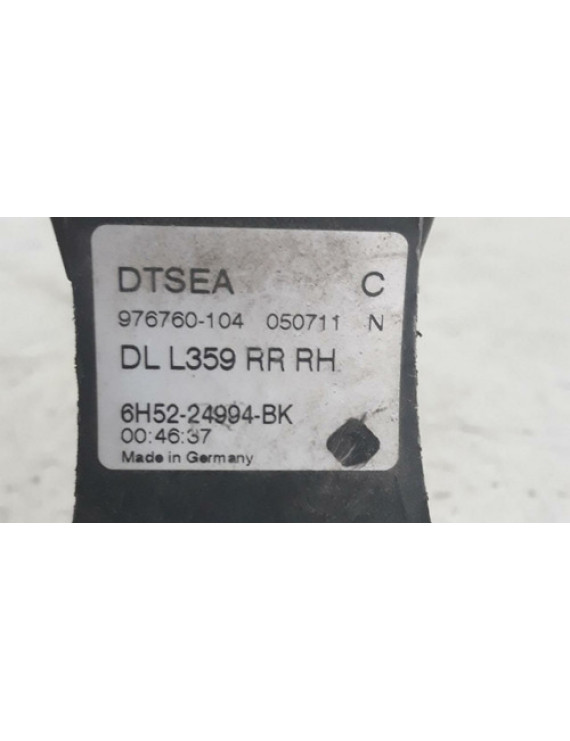 DTSEA C
976760-104 050711 N
DL L359 RR RH
6H52-24994-BK
00:46:37
Made in Germany